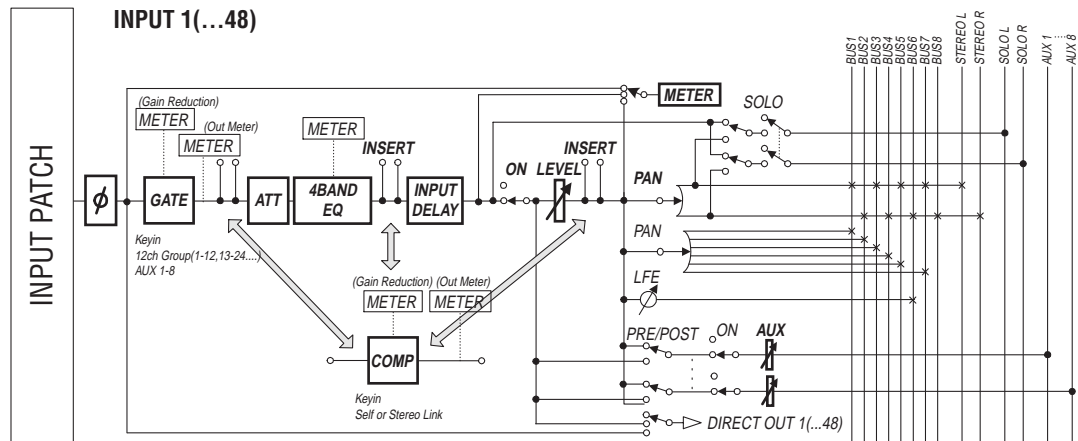 INPUT 1(...48)
INPUT PATCH
BUS1
BUS2
BUS3
BUS4
BUS5
BUS6
BUS7
BUS8
STEREO L
STEREO R
SOLO L
SOLO R
AUX 1
AUX 8
(Gain Reduction)
METER
(Out Meter)
METER
METER
METER
SOLO
INSERT
ON
LEVEL
INSERT
ϕ
GATE
ATT
4BAND
EQ
INPUT
DELAY
PAN
Keyin
12ch Group(1-12,13-24....)
AUX 1-8
PAN
(Gain Reduction)
(Out Meter)
METER
METER
LFE
COMP
PRE/POST
ON
AUX
Keyin
Self or Stereo Link
DIRECT OUT 1(...48)